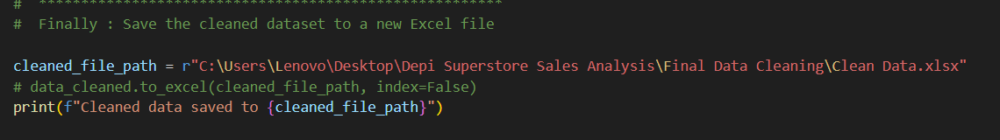 # *****************************************************
# Finally : Save the cleaned dataset to a new Excel file
cleaned_file_path = r"C:\Users\Lenovo\Desktop\Depi Superstore Sales Analysis\Final Data Cleaning\Clean Data.xlsx"
# data_cleaned.to_excel(cleaned_file_path, index=False)
print(f"Cleaned data saved to {cleaned_file_path}")